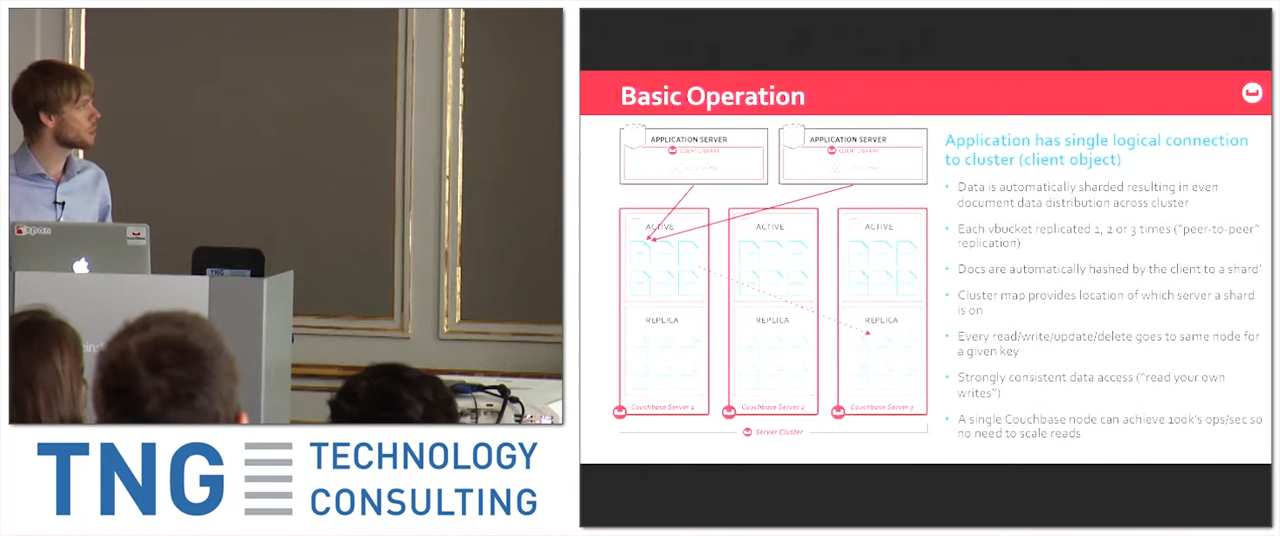 TNG
TNG
TECHNOLOGY
CONSULTING
Basic Operation
APPLICATION SERVER
CLIENT LIBRARY
APPLICATION SERVER
CLIENT LIBRARY
ACTIVE
ACTIVE
ACTIVE
REPLICA
REPLICA
REPLICA
Couchbase Server 1
Couchbase Server 2
Couchbase Server 3
Server Cluster
Application has single logical connection
to cluster (client object)
• Data is automatically sharded resulting in even
document data distribution across cluster
• Each vbucket replicated 1, 2 or 3 times (“peer-to-peer”
replication)
• Docs are automatically hashed by the client to a shard’
• Cluster map provides location of which server a shard
is on
• Every read/write/update/delete goes to same node for
a given key
• Strongly consistent data access (“read your own
writes”)
• A single Couchbase node can achieve 100k's ops/sec so
no need to scale reads